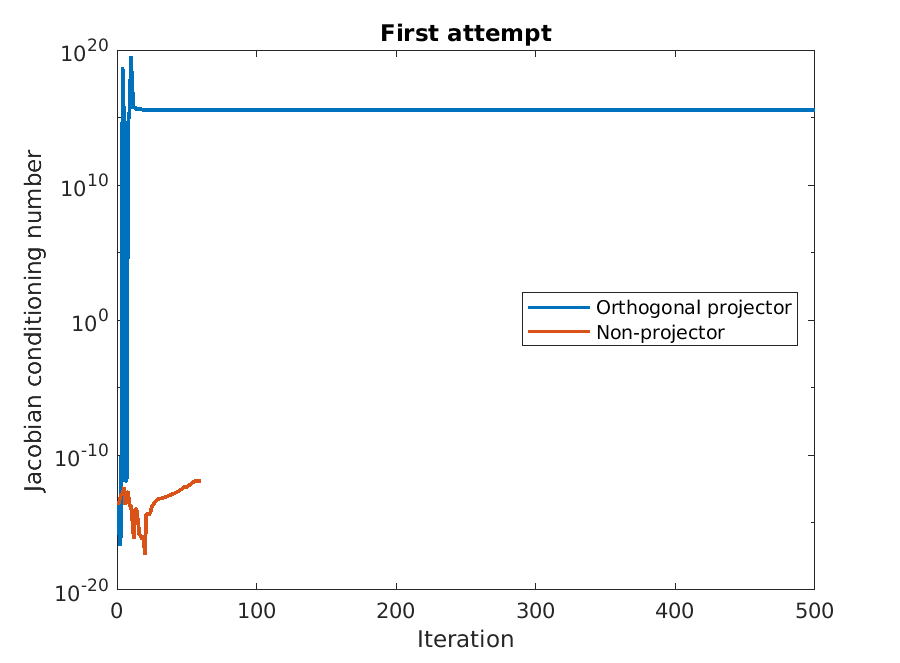 First attempt
Jacobian conditioning number
10^20
10^10
10^0
10^-10
10^-20
Orthogonal projector
Non-projector
0 100 200 300 400 500
Iteration